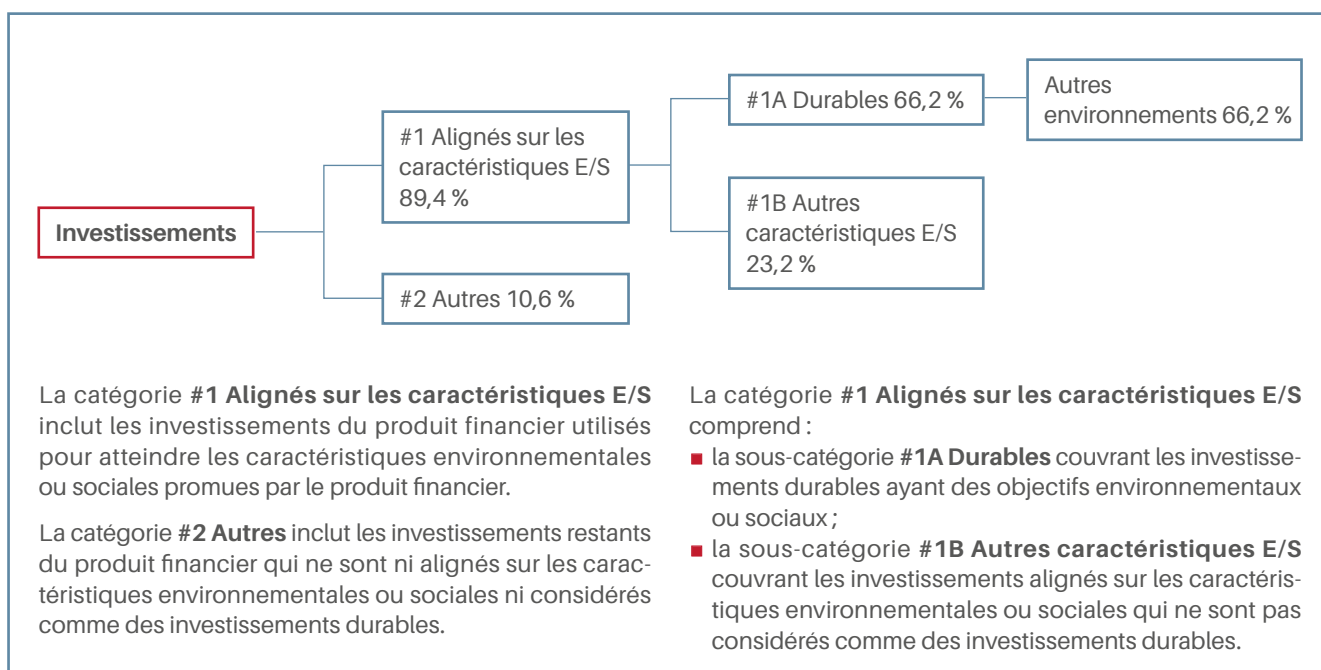 Investissements
#1 Alignés sur les
caractéristiques E/S
89,4 %
#2 Autres 10,6 %
#1A Durables 66,2 %
#1B Autres
caractéristiques E/S
23,2 %
Autres
environnements 66,2 %
La catégorie #1 Alignés sur les caractéristiques E/S
inclut les investissements du produit financier utilisés
pour atteindre les caractéristiques environnementales
ou sociales promues par le produit financier.
La catégorie #2 Autres inclut les investissements restants
du produit financier qui ne sont ni alignés sur les carac-
téristiques environnementales ou sociales ni considérés
comme des investissements durables.
La catégorie #1 Alignés sur les caractéristiques E/S
comprend :
■ la sous-catégorie #1A Durables couvrant les investisse-
ments durables ayant des objectifs environnementaux
ou sociaux ;
■ la sous-catégorie #1B Autres caractéristiques E/S
couvrant les investissements alignés sur les caractéris-
tiques environnementales ou sociales qui ne sont pas
considérés comme des investissements durables.